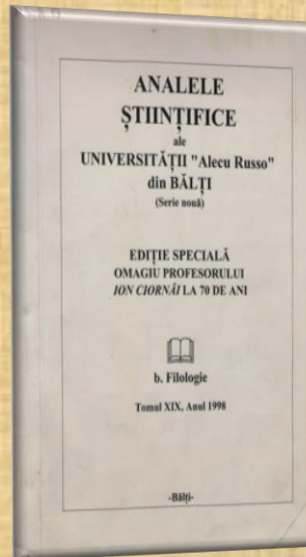 ANALELE
ȘTIINȚIFICE
ale
UNIVERSITĂȚII "Alecu Russo"
din BĂLȚI
(Serie nouă)
EDIȚIE SPECIALĂ
OMAGIU PROFESORULUI
ION CIORNÂI LA 70 DE ANI
b. Filologie
Tomul XIX, Anul 1998
-Bălți-